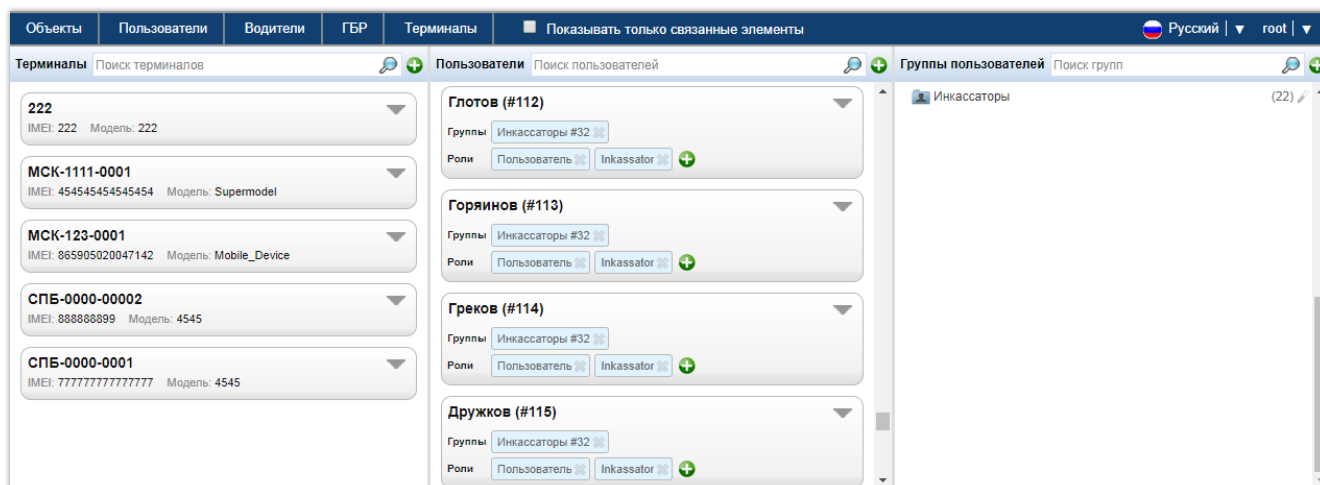 Объекты Пользователи Водители ГБР Терминалы Показывать только связанные элементы Русский root
Терминалы Поиск терминалов
222
IMEI: 222 Модель: 222
МСК-1111-0001
IMEI: 454545454545454 Модель: Supermodel
МСК-123-0001
IMEI: 865905020047142 Модель: Mobile_Device
СПБ-0000-00002
IMEI: 888888899 Модель: 4545
СПБ-0000-0001
IMEI: 777777777777777 Модель: 4545
Пользователи Поиск пользователей
Глотов (#112)
Группы Инкассаторы #32
Роли Пользователь Inkassator
Горяинов (#113)
Группы Инкассаторы #32
Роли Пользователь Inkassator
Греков (#114)
Группы Инкассаторы #32
Роли Пользователь Inkassator
Дружков (#115)
Группы Инкассаторы #32
Роли Пользователь Inkassator
Группы пользователей Поиск групп
Инкассаторы (22)